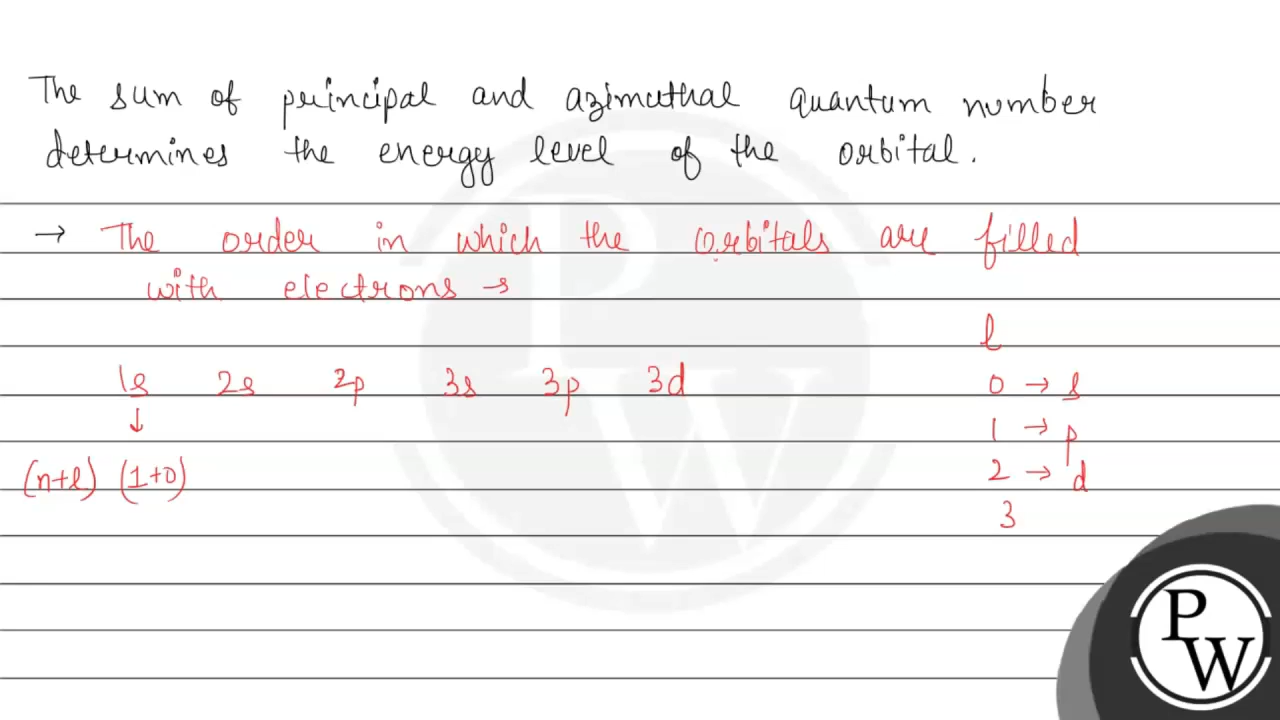 The sum of principal and azimuthal quantum number
determines the energy level of the orbital.
→ The order in which the orbitals are filled
with electrons →
l
1s 2s 2p 3s 3p 3d
0 → s
↓
1 → p
(n+l) (1+0)
2 → d
3
PW
PW